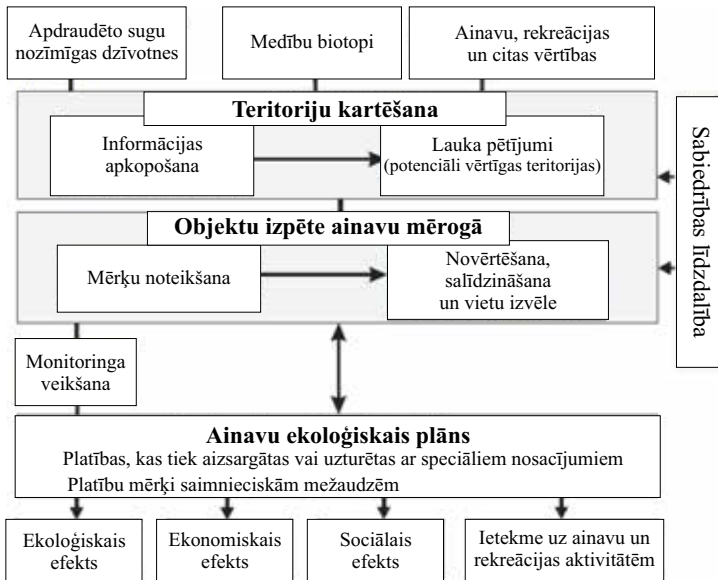 Apdraudēto sugu
nozīmīgas dzīvotnes
Medību biotopi
Ainavu, rekreācijas
un citas vērtības
Teritoriju kartēšana
Informācijas
apkopošana
Lauka pētījumi
(potenciāli vērtīgas teritorijas)
Sabiedrības līdzdalība
Objektu izpēte ainavu mērogā
Mērķu noteikšana
Novērtēšana,
salīdzināšana
un vietu izvēle
Monitoringa
veikšana
Ainavu ekoloģiskais plāns
Platības, kas tiek aizsargātas vai uzturētas ar speciāliem nosacījumiem
Platību mērķi saimnieciskām mežaudzēm
Ekoloģiskais
efekts
Ekonomiskais
efekts
Sociālais
efekts
Ietekme uz ainavu un
rekreācijas aktivitātēm